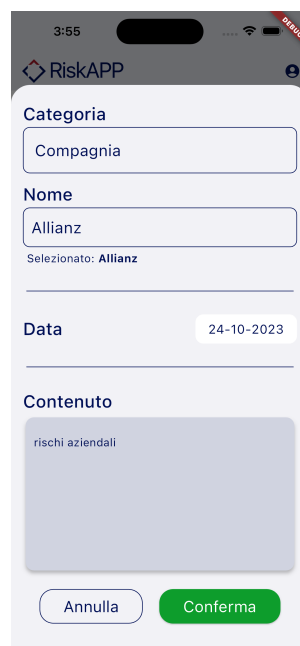 3:55
DEBUG
RiskAPP
Categoria
Compagnia
Nome
Allianz
Selezionato: Allianz
Data
24-10-2023
Contenuto
rischi aziendali
Annulla
Conferma